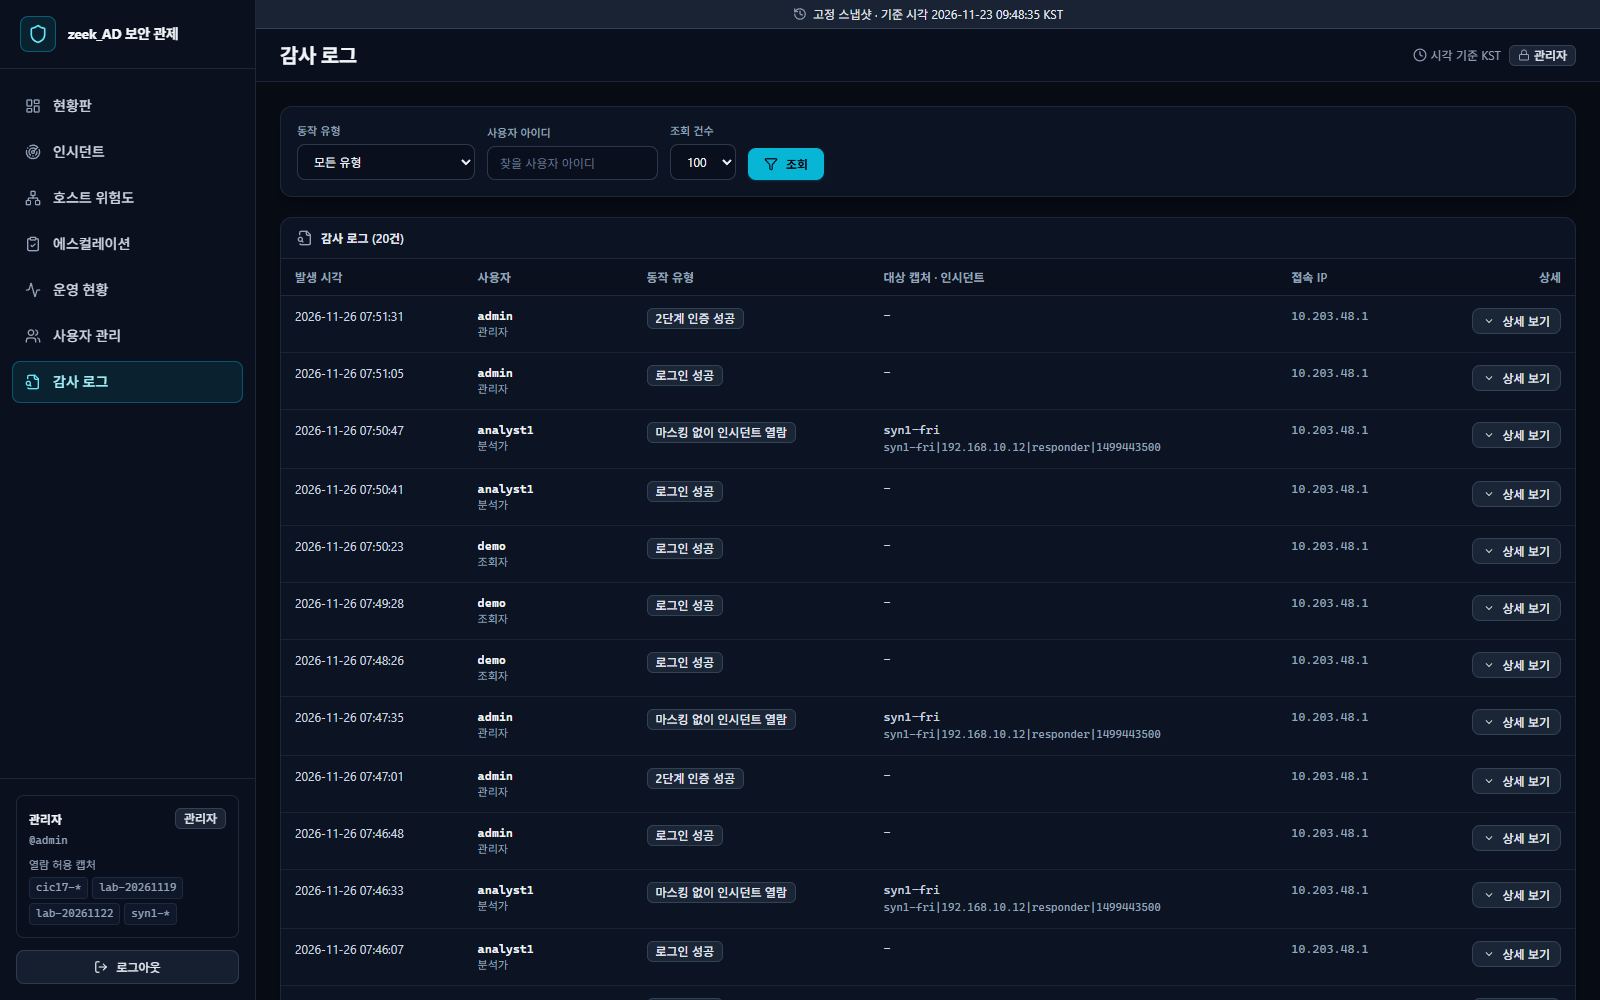 zeek_AD 보안 관제
현황판
인시던트
호스트 위험도
에스컬레이션
운영 현황
사용자 관리
감사 로그
관리자 관리자
@admin
열람 허용 캡처
cic17-* lab-20261119
lab-20261122 syn1-*
로그아웃
고정 스냅샷 · 기준 시각 2026-11-23 09:48:35 KST
감사 로그
시각 기준 KST 관리자
동작 유형 사용자 아이디 조회 건수
모든 유형 찾을 사용자 아이디 100 조회
감사 로그 (20건)
발생 시각 사용자 동작 유형 대상 캡처 · 인시던트 접속 IP 상세
2026-11-26 07:51:31 admin 2단계 인증 성공 — 10.203.48.1 상세 보기
관리자
2026-11-26 07:51:05 admin 로그인 성공 — 10.203.48.1 상세 보기
관리자
2026-11-26 07:50:47 analyst1 마스킹 없이 인시던트 열람 syn1-fri 10.203.48.1 상세 보기
분석가 syn1-fri|192.168.10.12|responder|1499443500
2026-11-26 07:50:41 analyst1 로그인 성공 — 10.203.48.1 상세 보기
분석가
2026-11-26 07:50:23 demo 로그인 성공 — 10.203.48.1 상세 보기
조회자
2026-11-26 07:49:28 demo 로그인 성공 — 10.203.48.1 상세 보기
조회자
2026-11-26 07:48:26 demo 로그인 성공 — 10.203.48.1 상세 보기
조회자
2026-11-26 07:47:35 admin 마스킹 없이 인시던트 열람 syn1-fri 10.203.48.1 상세 보기
관리자 syn1-fri|192.168.10.12|responder|1499443500
2026-11-26 07:47:01 admin 2단계 인증 성공 — 10.203.48.1 상세 보기
관리자
2026-11-26 07:46:48 admin 로그인 성공 — 10.203.48.1 상세 보기
관리자
2026-11-26 07:46:33 analyst1 마스킹 없이 인시던트 열람 syn1-fri 10.203.48.1 상세 보기
분석가 syn1-fri|192.168.10.12|responder|1499443500
2026-11-26 07:46:07 analyst1 로그인 성공 — 10.203.48.1 상세 보기
분석가